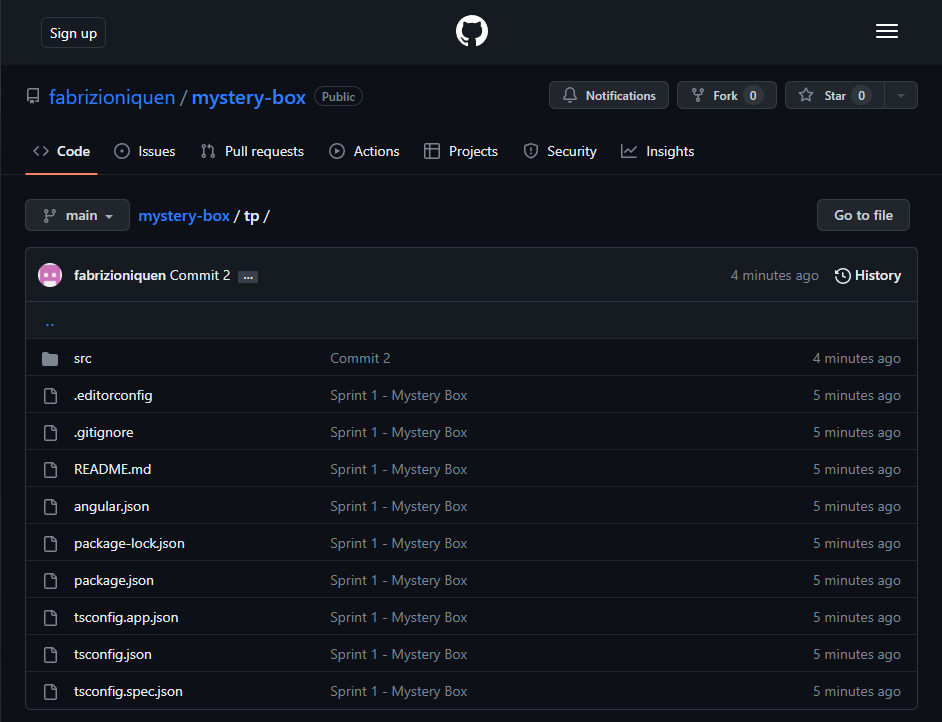 Sign up
fabrizioniquen / mystery-box Public Notifications Fork 0 Star 0
Code Issues Pull requests Actions Projects Security Insights
main mystery-box / tp / Go to file
fabrizioniquen Commit 2 ... 4 minutes ago History
..
src Commit 2 4 minutes ago
.editorconfig Sprint 1 - Mystery Box 5 minutes ago
.gitignore Sprint 1 - Mystery Box 5 minutes ago
README.md Sprint 1 - Mystery Box 5 minutes ago
angular.json Sprint 1 - Mystery Box 5 minutes ago
package-lock.json Sprint 1 - Mystery Box 5 minutes ago
package.json Sprint 1 - Mystery Box 5 minutes ago
tsconfig.app.json Sprint 1 - Mystery Box 5 minutes ago
tsconfig.json Sprint 1 - Mystery Box 5 minutes ago
tsconfig.spec.json Sprint 1 - Mystery Box 5 minutes ago